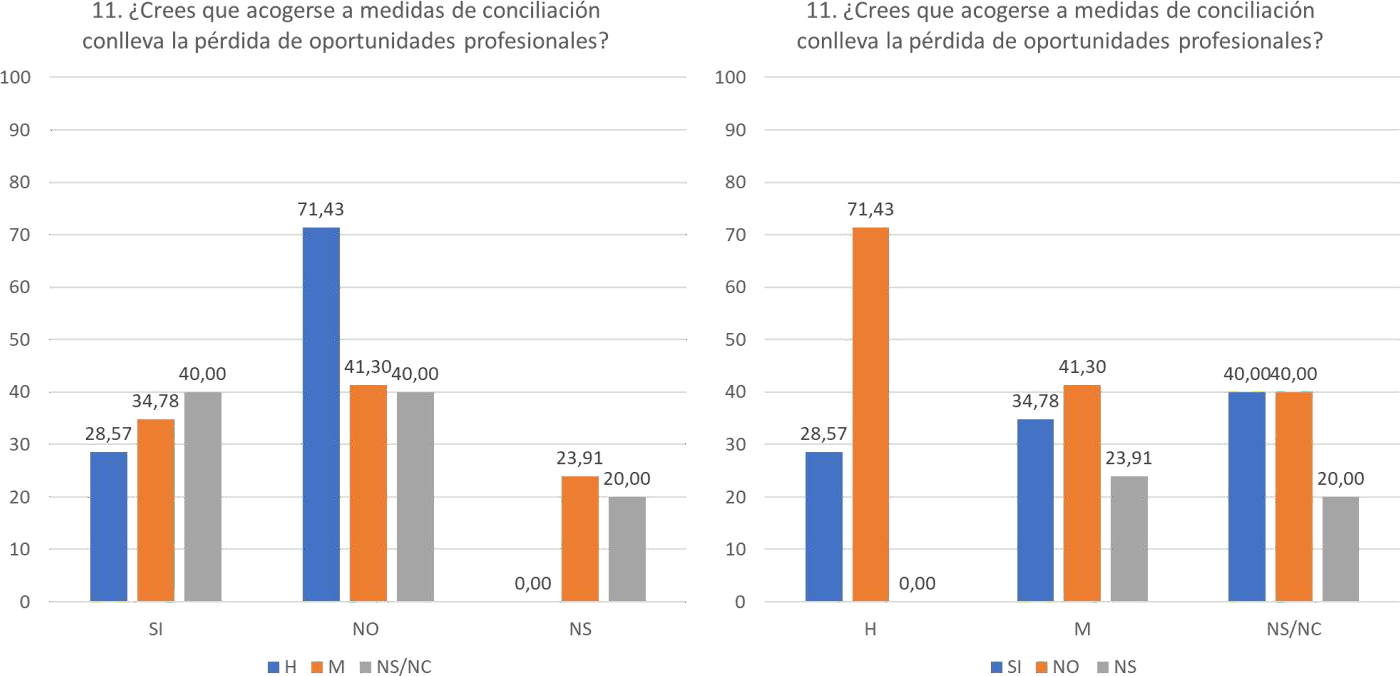 11. ¿Crees que acogerse a medidas de conciliación
conlleva la pérdida de oportunidades profesionales?
100
90
80
70
60
50
40
30
20
10
0
28,57
34,78
40,00
71,43
41,30
40,00
0,00
23,91
20,00
SI
NO
NS
H
M
NS/NC
11. ¿Crees que acogerse a medidas de conciliación
conlleva la pérdida de oportunidades profesionales?
100
90
80
70
60
50
40
30
20
10
0
28,57
71,43
0,00
34,78
41,30
23,91
40,00
40,00
20,00
H
M
NS/NC
SI
NO
NS